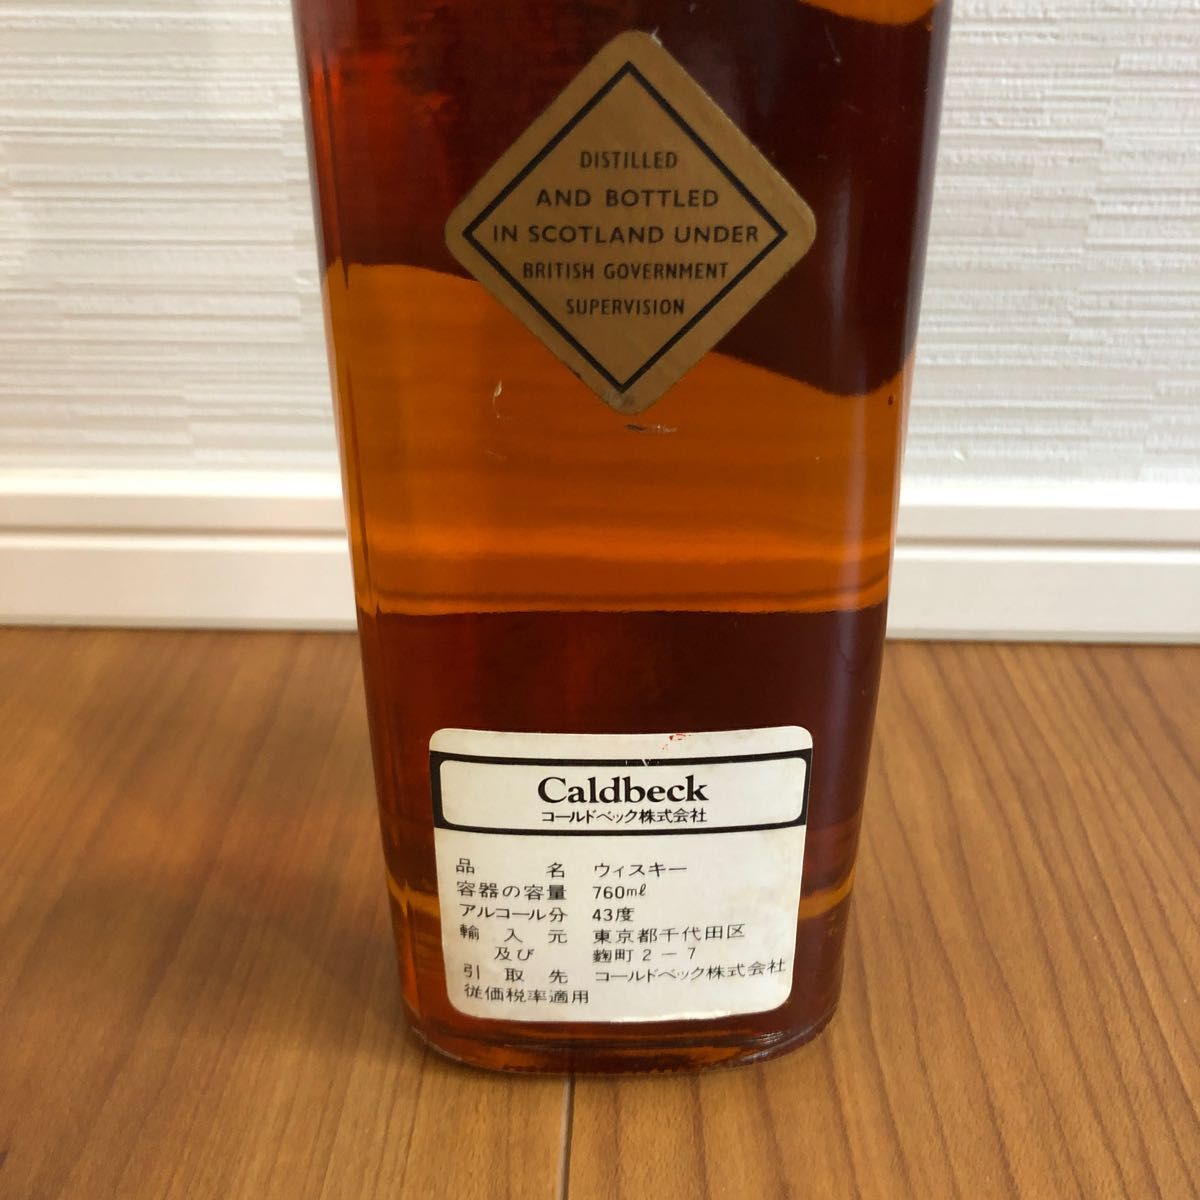 DISTILLED
AND BOTTLED
IN SCOTLAND UNDER
BRITISH GOVERNMENT
SUPERVISION
Caldbeck
コールドベック株式会社
品 名 ウィスキー
容器の容量 760mℓ
アルコール分 43度
輸入元 東京都千代田区
及び 麹町2-7
引取先 コールドベック株式会社
従価税率適用